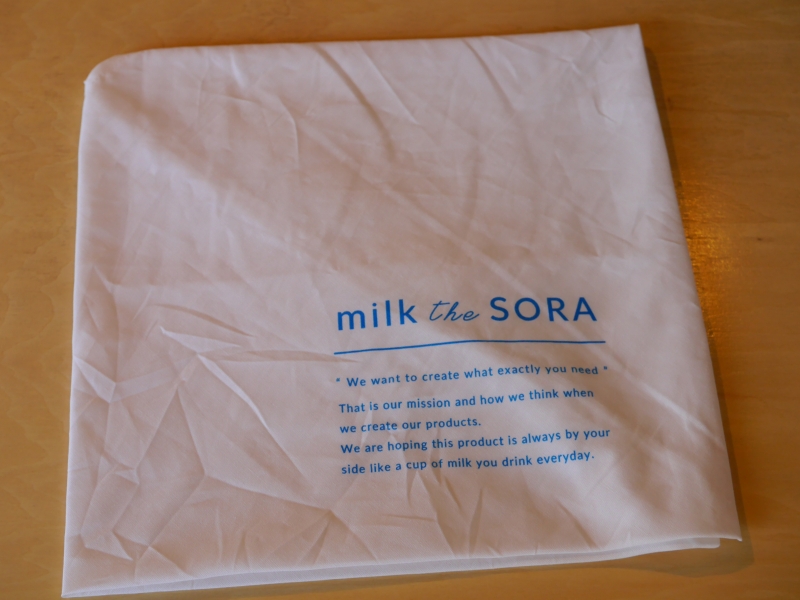 milk the SORA
" We want to create what exactly you need "
That is our mission and how we think when
we create our products.
We are hoping this product is always by your
side like a cup of milk you drink everyday.